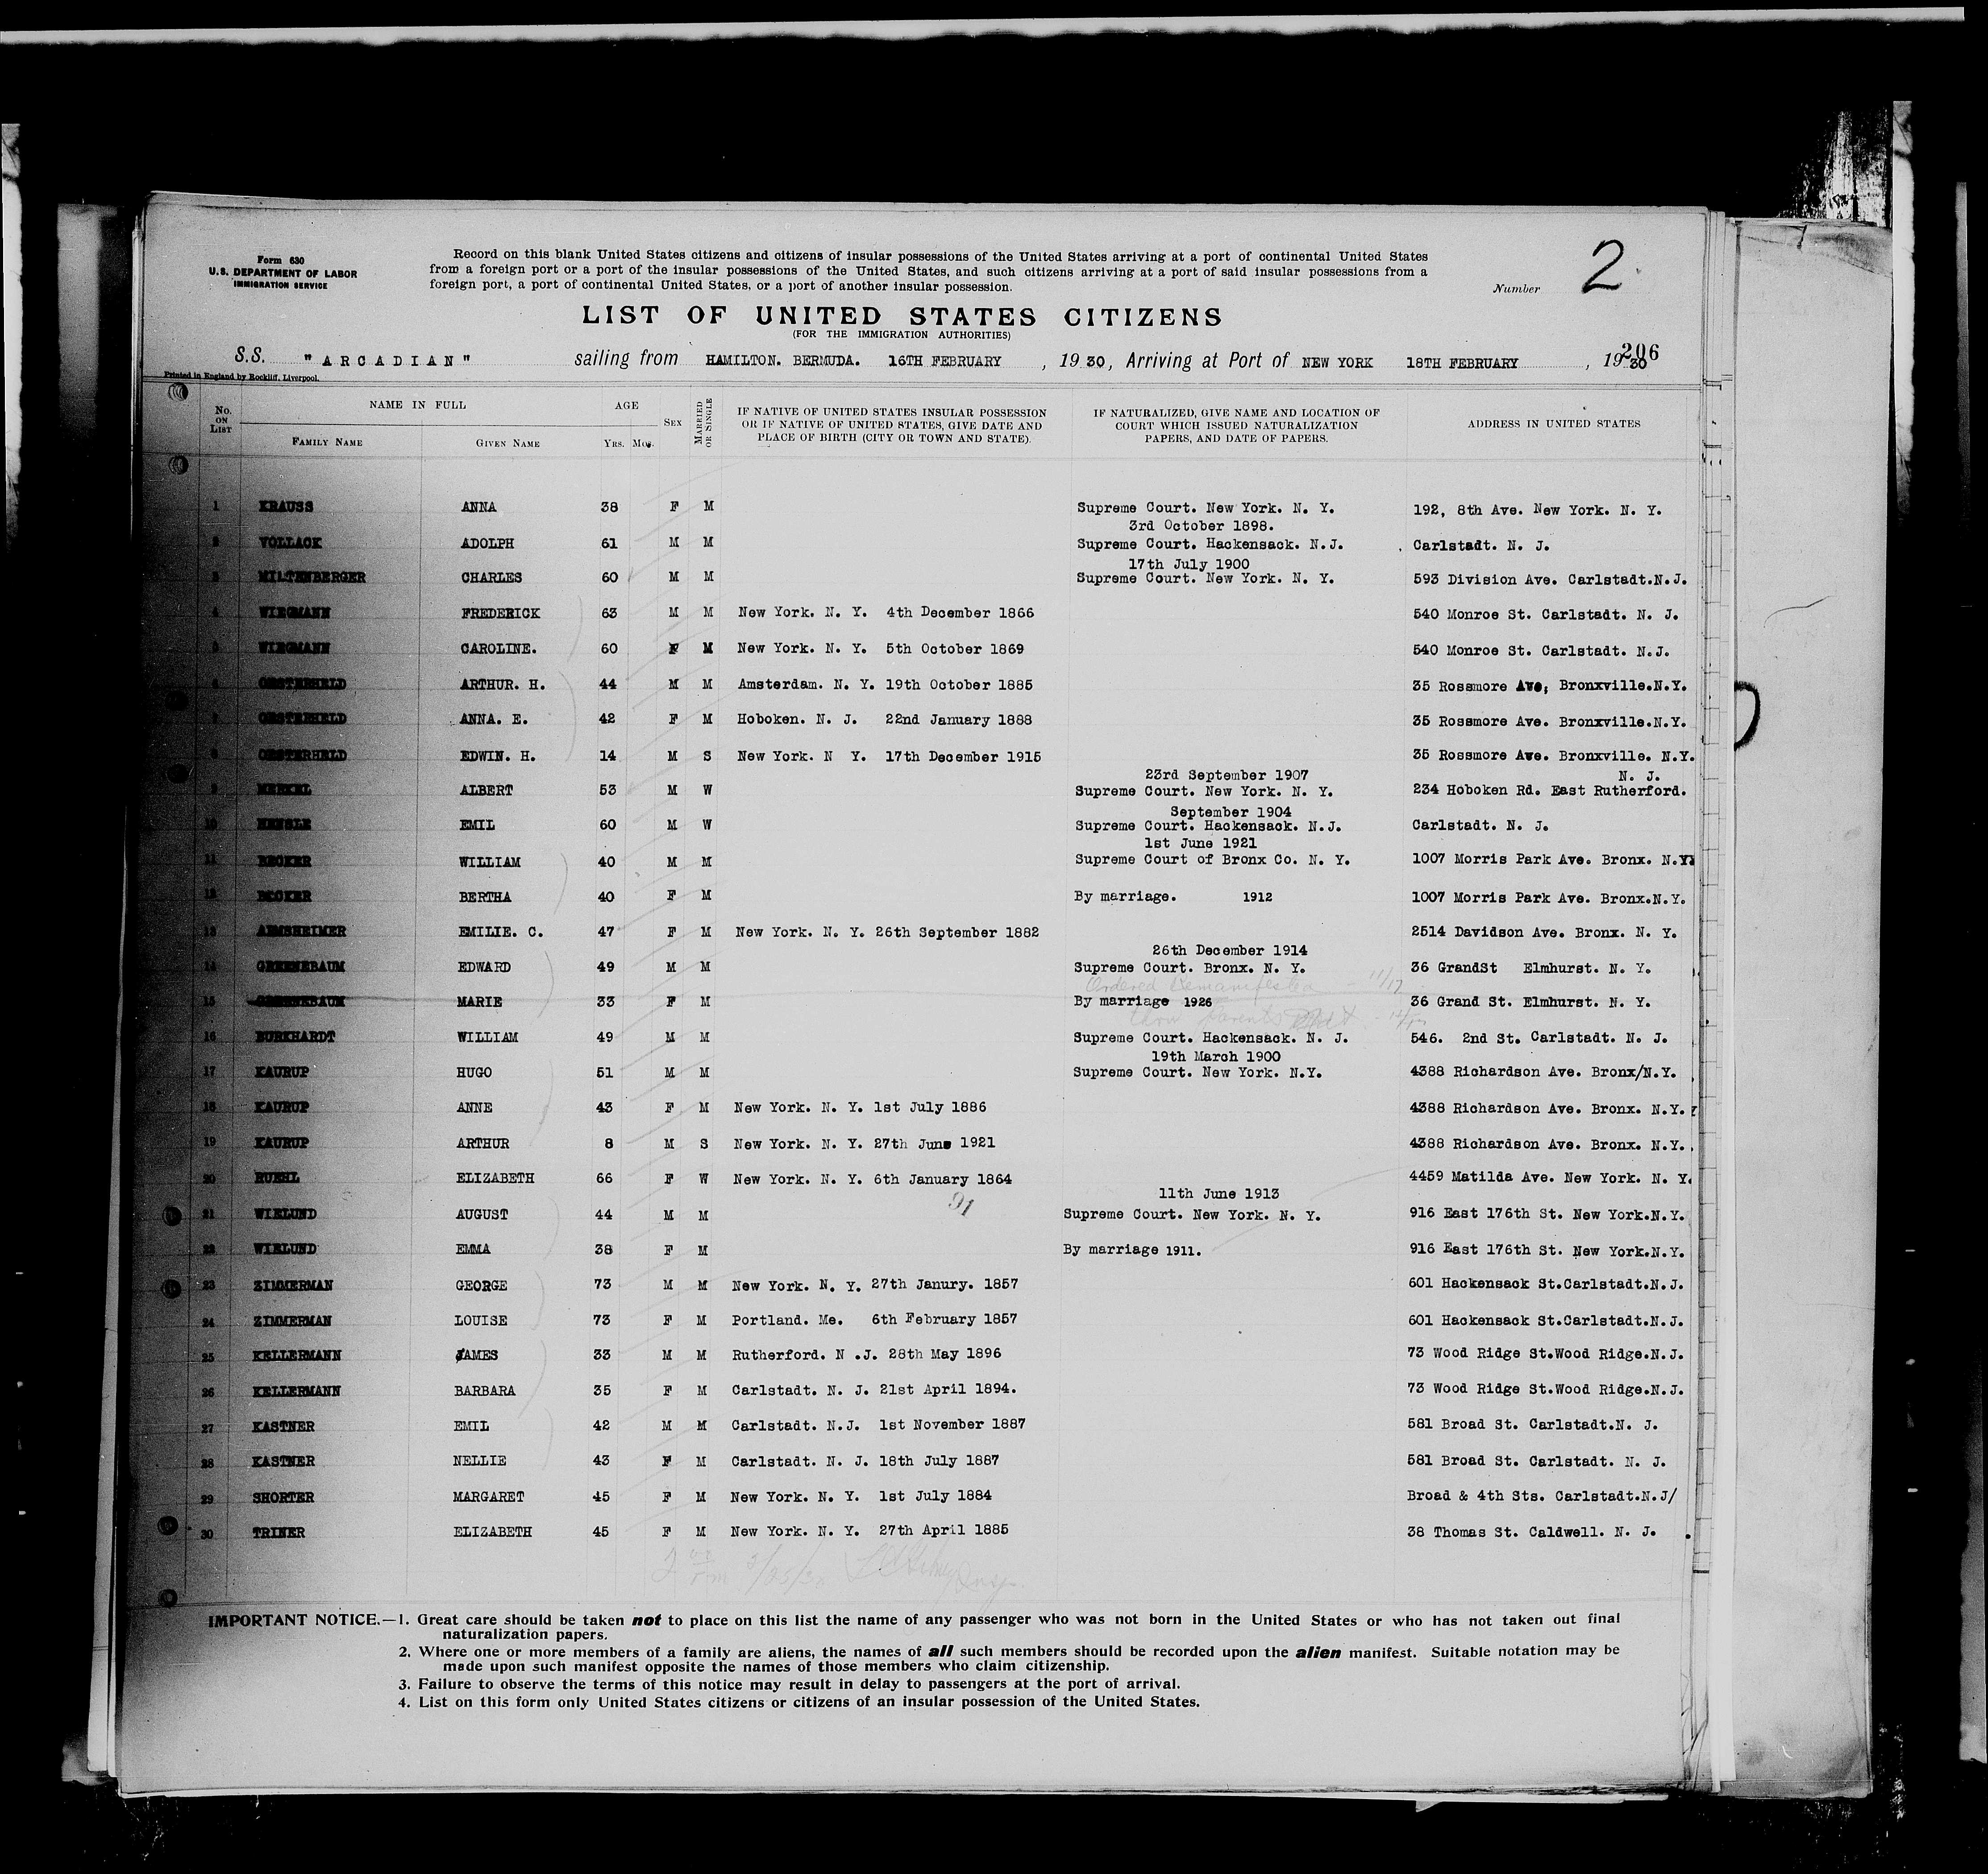 Form 630
U.S. DEPARTMENT OF LABOR
IMMIGRATION SERVICE
Record on this blank United States citizens and citizens of insular possessions of the United States arriving at a port of continental United States
from a foreign port or a port of the insular possessions of the United States, and such citizens arriving at a port of said insular possessions from a
foreign port, a port of continental United States, or a port of another insular possession.
Number 2
LIST OF UNITED STATES CITIZENS
(FOR THE IMMIGRATION AUTHORITIES)
206
S.S. "ARCADIAN" sailing from HAMILTON. BERMUDA. 16TH FEBRUARY, 19 30, Arriving at Port of NEW YORK 18TH FEBRUARY, 19 30
Printed in England by Rockliff, Liverpool.
No. ON LIST NAME IN FULL FAMILY NAME GIVEN NAME AGE YRS. MOS. SEX MARRIED OR SINGLE
IF NATIVE OF UNITED STATES INSULAR POSSESSION
OR IF NATIVE OF UNITED STATES, GIVE DATE AND
PLACE OF BIRTH (CITY OR TOWN AND STATE).
IF NATURALIZED, GIVE NAME AND LOCATION OF
COURT WHICH ISSUED NATURALIZATION
PAPERS, AND DATE OF PAPERS.
ADDRESS IN UNITED STATES
1 KRAUSS ANNA 38 F M Supreme Court. New York. N. Y. 192, 8th Ave. New York. N. Y.
3rd October 1898.
2 VOLLACK ADOLPH 61 M M Supreme Court. Hackensack. N.J. Carlstadt. N. J.
17th July 1900
3 MILTENBERGER CHARLES 60 M M Supreme Court. New York. N. Y. 593 Division Ave. Carlstadt.N.J.
4 WIEGMANN FREDERICK 63 M M New York. N. Y. 4th December 1866 540 Monroe St. Carlstadt. N. J.
5 WIEGMANN CAROLINE. 60 F M New York. N. Y. 5th October 1869 540 Monroe St. Carlstadt. N.J.
6 OESTERHELD ARTHUR. H. 44 M M Amsterdam. N. Y. 19th October 1885 35 Rossmore Ave; Bronxville.N.Y.
7 OESTERHELD ANNA. E. 42 F M Hoboken. N. J. 22nd January 1888 35 Rossmore Ave. Bronxville.N.Y.
8 OESTERHELD EDWIN. H. 14 M S New York. N Y. 17th December 1915 35 Rossmore Ave. Bronxville. N.Y.
23rd September 1907 N. J.
9 MERKEL ALBERT 53 M W Supreme Court. New York. N. Y. 234 Hoboken Rd. East Rutherford.
September 1904
10 HENSLE EMIL 60 M W Supreme Court. Hackensack. N.J. Carlstadt. N. J.
1st June 1921
11 BECKER WILLIAM 40 M M Supreme Court of Bronx Co. N. Y. 1007 Morris Park Ave. Bronx. N.Y.
12 BECKER BERTHA 40 F M By marriage. 1912 1007 Morris Park Ave. Bronx.N.Y.
13 ABMSHEIMER EMILIE. C. 47 F M New York. N. Y. 26th September 1882 2514 Davidson Ave. Bronx. N. Y.
26th December 1914
14 GREENEBAUM EDWARD 49 M M Supreme Court. Bronx. N. Y. 36 GrandSt Elmhurst. N. Y.
Ordered Remanifested - 11/17
15 GREENEBAUM MARIE 33 F M By marriage 1926 36 Grand St. Elmhurst. N. Y.
16 BURKHARDT WILLIAM 49 M M Supreme Court. Hackensack. N. J. 546. 2nd St. Carlstadt. N. J.
19th March 1900
17 KAURUP HUGO 51 M M Supreme Court. New York. N.Y. 4388 Richardson Ave. Bronx/N.Y.
18 KAURUP ANNE 43 F M New York. N. Y. 1st July 1886 4388 Richardson Ave. Bronx. N.Y.
19 KAURUP ARTHUR 8 M S New York. N. Y. 27th June 1921 4388 Richardson Ave. Bronx. N.Y.
20 RUEHL ELIZABETH 66 F W New York. N. Y. 6th January 1864 4459 Matilda Ave. New York. N. Y.
91 11th June 1913
21 WIELUND AUGUST 44 M M Supreme Court. New York. N. Y. 916 East 176th St. New York.N.Y.
22 WIELUND EMMA 38 F M By marriage 1911. 916 East 176th St. New York.N.Y.
23 ZIMMERMAN GEORGE 73 M M New York. N. Y. 27th Janury. 1857 601 Hackensack St.Carlstadt.N.J.
24 ZIMMERMAN LOUISE 73 F M Portland. Me. 6th February 1857 601 Hackensack St.Carlstadt.N.J.
25 KELLERMANN JAMES 33 M M Rutherford. N .J. 28th May 1896 73 Wood Ridge St.Wood Ridge.N.J.
26 KELLERMANN BARBARA 35 F M Carlstadt. N. J. 21st April 1894. 73 Wood Ridge St.Wood Ridge.N.J.
27 KASTNER EMIL 42 M M Carlstadt. N.J. 1st November 1887 581 Broad St. Carlstadt.N. J.
28 KASTNER NELLIE 43 F M Carlstadt. N. J. 18th July 1887 581 Broad St. Carlstadt. N. J.
29 SHORTER MARGARET 45 F M New York. N. Y. 1st July 1884 Broad & 4th Sts. Carlstadt.N.J/
30 TRINER ELIZABETH 45 F M New York. N. Y. 27th April 1885 38 Thomas St. Caldwell. N. J.
IMPORTANT NOTICE.—1. Great care should be taken not to place on this list the name of any passenger who was not born in the United States or who has not taken out final
naturalization papers.
2. Where one or more members of a family are aliens, the names of all such members should be recorded upon the alien manifest. Suitable notation may be
made upon such manifest opposite the names of those members who claim citizenship.
3. Failure to observe the terms of this notice may result in delay to passengers at the port of arrival.
4. List on this form only United States citizens or citizens of an insular possession of the United States.